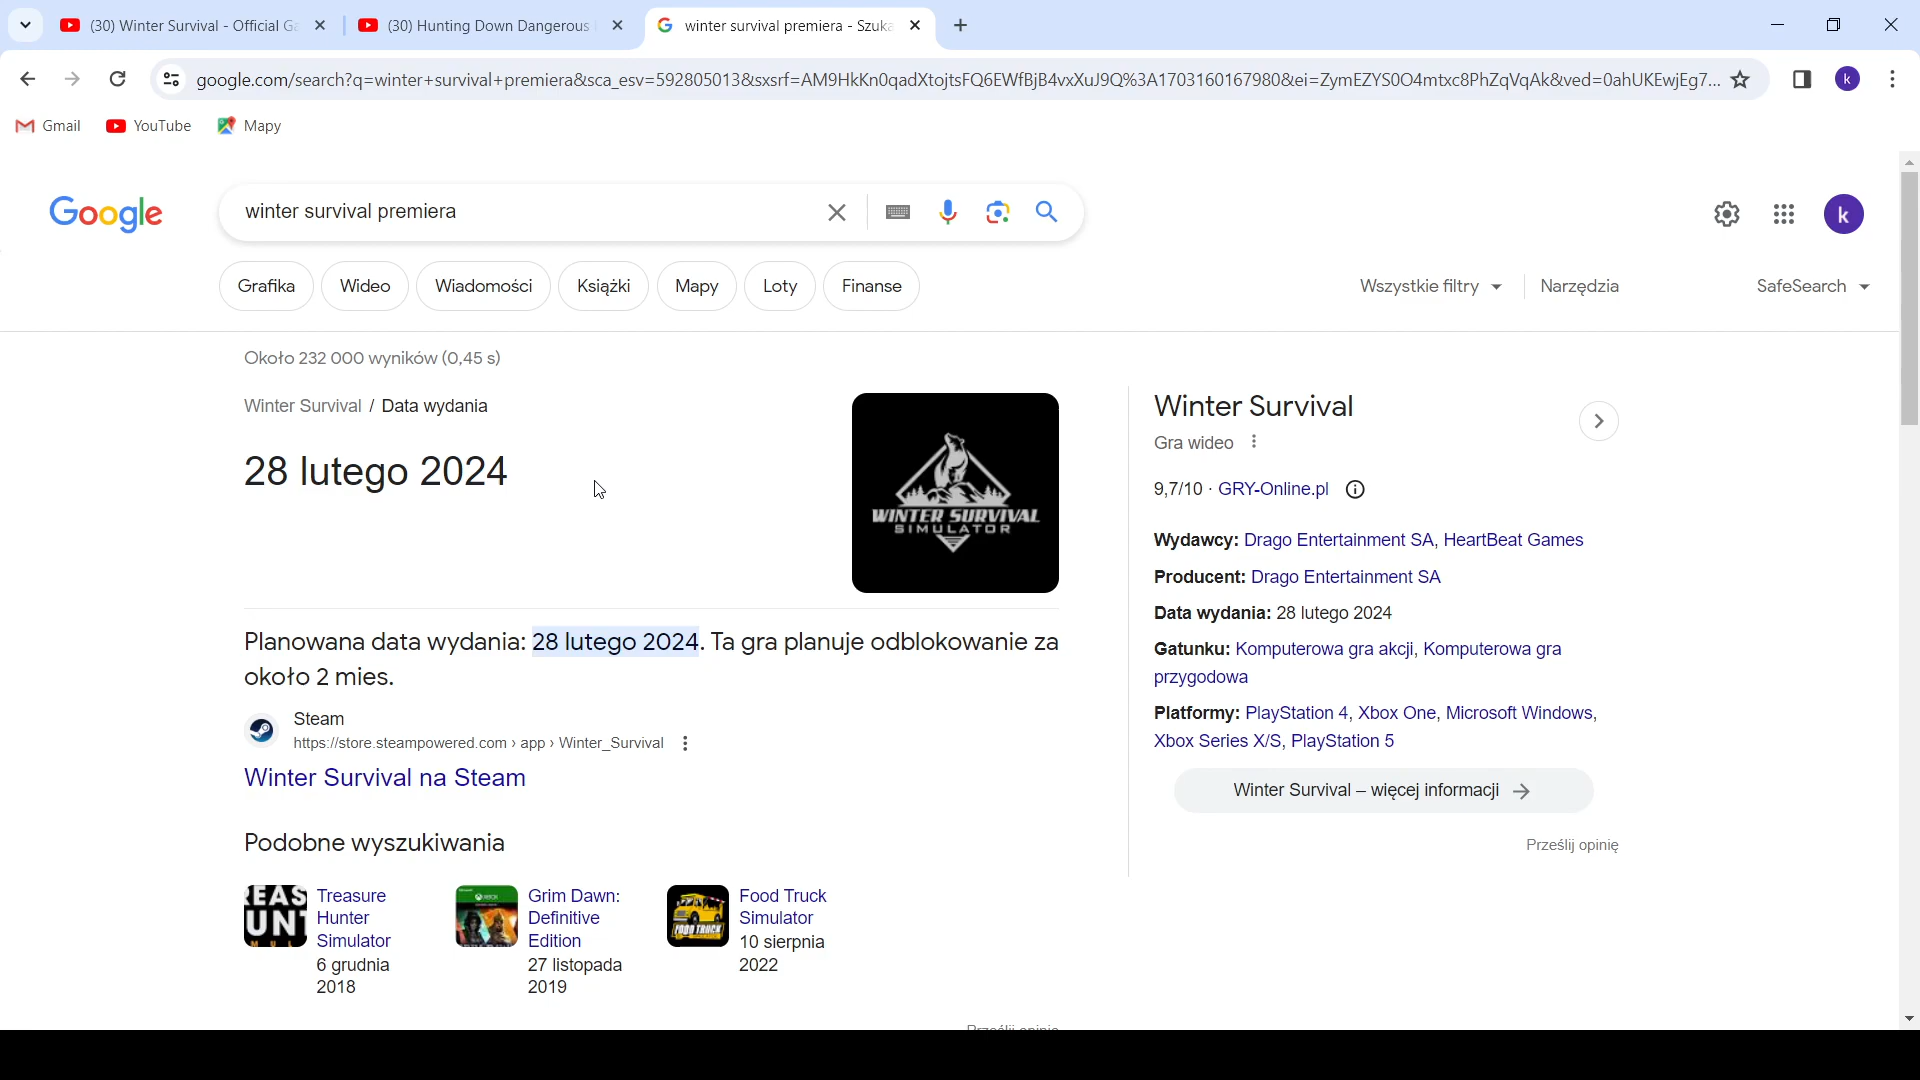 (30) Winter Survival - Official Ga
(30) Hunting Down Dangerous
winter survival premiera - Szuka
google.com/search?q=winter+survival+premiera&sca_esv=592805013&sxsrf=AM9HkKn0qadXtojtsFQ6EWfBjB4vxXuJ9Q%3A1703160167980&ei=ZymEZYS0O4mtxc8PhZqVqAk&ved=0ahUKEwjEg7...
k
Gmail
YouTube
Mapy
Google
winter survival premiera
k
Grafika
Wideo
Wiadomości
Książki
Mapy
Loty
Finanse
Wszystkie filtry
Narzędzia
SafeSearch
Około 232 000 wyników (0,45 s)
Winter Survival / Data wydania
28 lutego 2024
WINTER SURVIVAL
SIMULATOR
Planowana data wydania: 28 lutego 2024. Ta gra planuje odblokowanie za
około 2 mies.
Steam
https://store.steampowered.com › app › Winter_Survival
Winter Survival na Steam
Podobne wyszukiwania
REAS
UNT
Treasure
Hunter
Simulator
6 grudnia
2018
XBOX
Grim Dawn:
Definitive
Edition
27 listopada
2019
FOOD TRUCK
Food Truck
Simulator
10 sierpnia
2022
Prześlij opinię
Winter Survival
Gra wideo
9,7/10 · GRY-Online.pl
Wydawcy: Drago Entertainment SA, HeartBeat Games
Producent: Drago Entertainment SA
Data wydania: 28 lutego 2024
Gatunku: Komputerowa gra akcji, Komputerowa gra
przygodowa
Platformy: PlayStation 4, Xbox One, Microsoft Windows,
Xbox Series X/S, PlayStation 5
Winter Survival – więcej informacji
Prześlij opinię